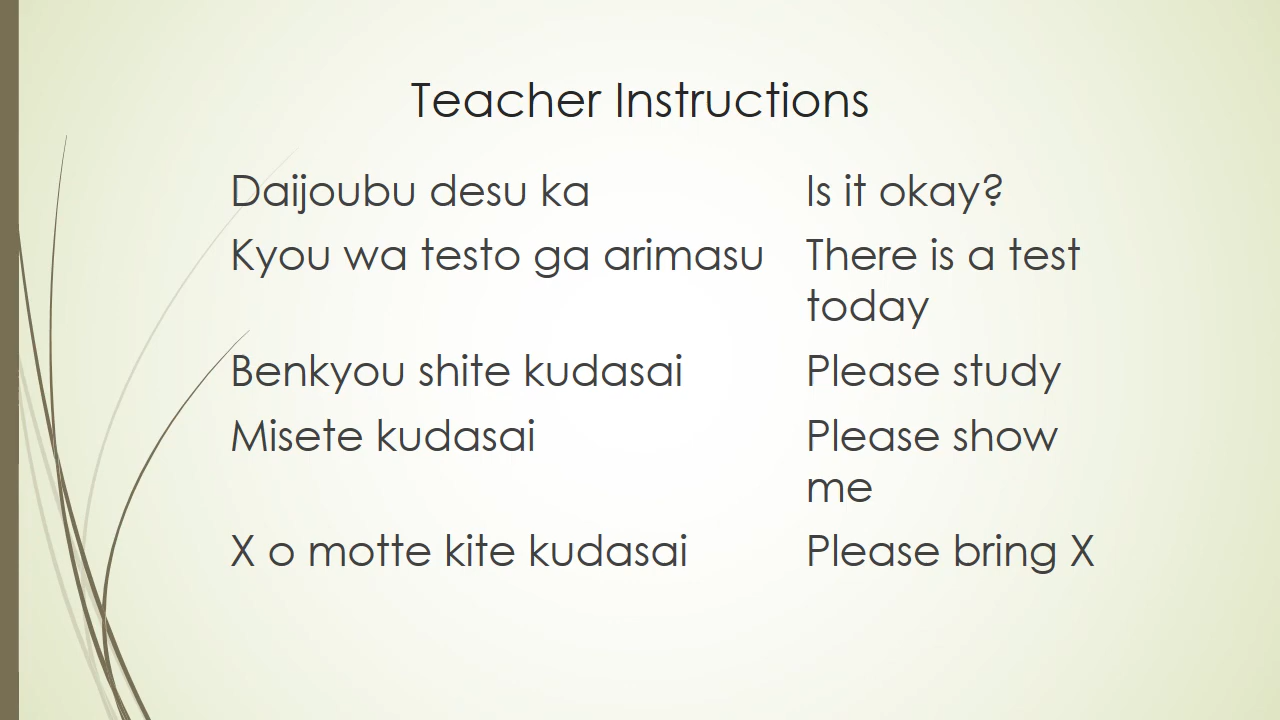 Teacher Instructions
Daijoubu desu ka
Is it okay?
Kyou wa testo ga arimasu
There is a test
today
Benkyou shite kudasai
Please study
Misete kudasai
Please show
me
X o motte kite kudasai
Please bring X